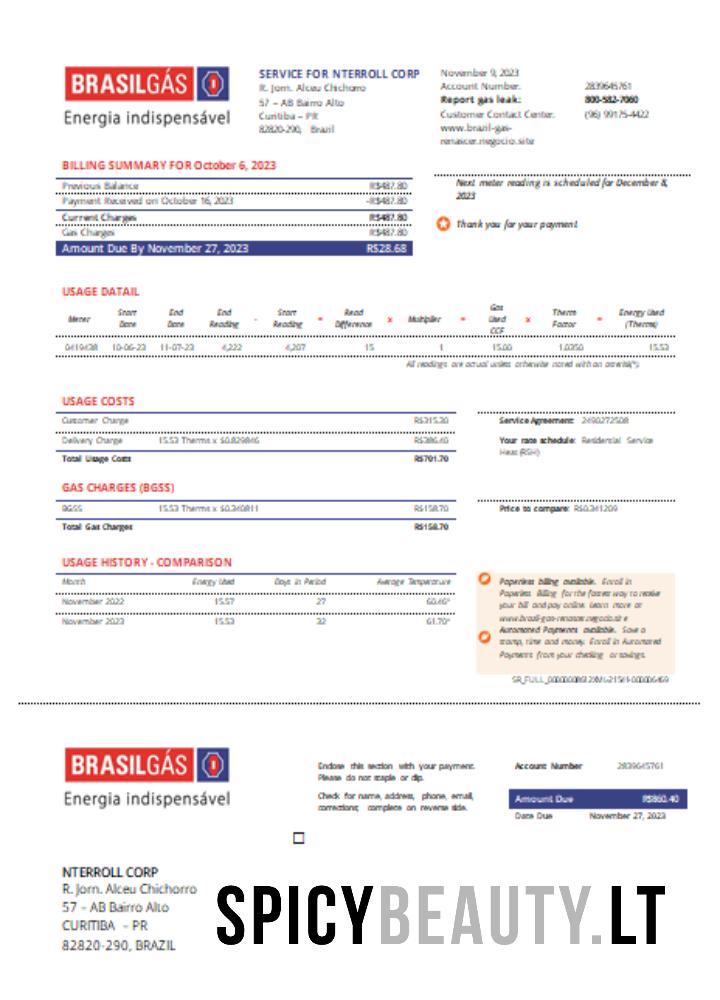 BRASILGÁS
Energia indispensável
SERVICE FOR NTERROLL CORP
R. Jorn. Alceu Chichorro
57 – AB Bairro Alto
Curitiba – PR
82820-290, Brazil
November 9, 2023
Account Number. 2839645761
Report gas leak: 800-582-7060
Customer Contact Center. (96) 99175-4422
www.brazil-gas-
renascer.negocio.site
BILLING SUMMARY FOR October 6, 2023
Previous Balance R$487.80
Payment Received on October 16, 2023 -R$487.80
Current Charges R$487.80
Gas Charges R$487.80
Amount Due By November 27, 2023 R$28.68
Next meter reading is scheduled for December 8,
2023
Thank you for your payment
USAGE DATAIL
Meter Start Date End Date End Reading - Start Reading = Read Difference x Multiplier = Gas Used CCF x Therm Factor = Energy Used (Therms)
0419438 10-06-23 11-07-23 4,222 4,207 15 1 15.00 1.0350 15.53
All readings are actual unless otherwise noted with an asterisk(*).
USAGE COSTS
Customer Charge R$315.30
Delivery Charge 15.53 Therms x $0.829846 R$386.40
Total Usage Costs R$701.70
Service Agreement: 2490272508
Your rate schedule: Residential Service
Heat (RSH)
GAS CHARGES (BGSS)
BGSS 15.53 Therms x $0.340811 R$158.70
Total Gas Charges R$158.70
Price to compare: R$0.341209
USAGE HISTORY - COMPARISON
Month Energy Used Days in Period Average Temperature
November 2022 15.57 27 60.46°
November 2023 15.53 32 61.70°
Paperless billing available. Enroll in
Paperless Billing for the fastest way to receive
your bill and pay online. Learn more at
www.brasil-gas-renascer.negocio.site
Automated Payments available. Save a
stamp, time and money. Enroll in Automated
Payments from your checking or savings.
BRASILGÁS
Energia indispensável
Endose this section with your payment.
Please do not staple or clip.
Check for name, address, phone, email,
corrections; complete on reverse side.
Account Number 2839645761
Amount Due R$860.40
Date Due November 27, 2023
NTERROLL CORP
R. Jorn. Alceu Chichorro
57 – AB Bairro Alto
CURITIBA – PR
82820-290, BRAZIL
SPICYBEAUTY.LT